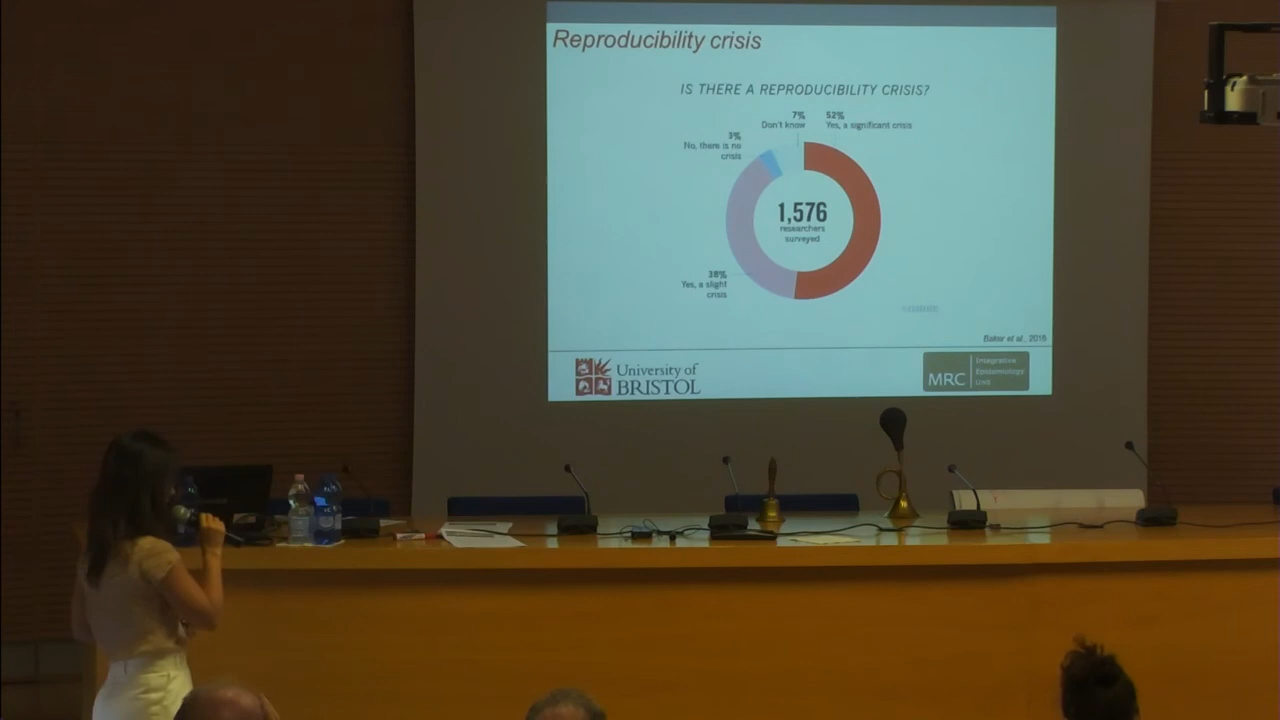 Reproducibility crisis
IS THERE A REPRODUCIBILITY CRISIS?
7%
Don't know
52%
Yes, a significant crisis
3%
No, there is no
crisis
1,576
researchers
surveyed
38%
Yes, a slight
crisis
Baker et al., 2016
University of
BRISTOL
MRC
Integrative
Epidemiology
Unit